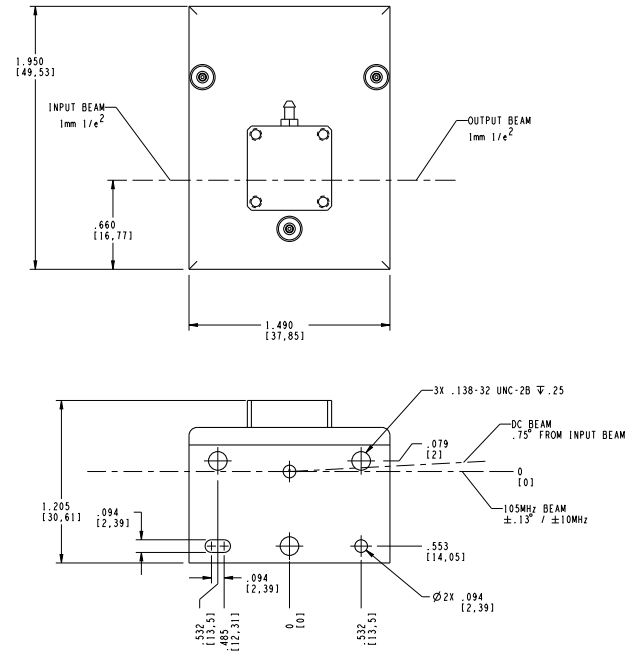 1.950
[49,53]
INPUT BEAM
1mm 1/e2
OUTPUT BEAM
1mm 1/e2
.660
[16,77]
1.490
[37,85]
3X .138-32 UNC-2B ↧ .25
DC BEAM
.75° FROM INPUT BEAM
.079
[2]
0
[0]
1.205
[30,61]
.094
[2,39]
105MHz BEAM
±.13° / ±10MHz
.553
[14,05]
.094
[2,39]
Ø2X .094
[2,39]
.532
[13,5]
.485
[12,31]
0
[0]
.532
[13,5]